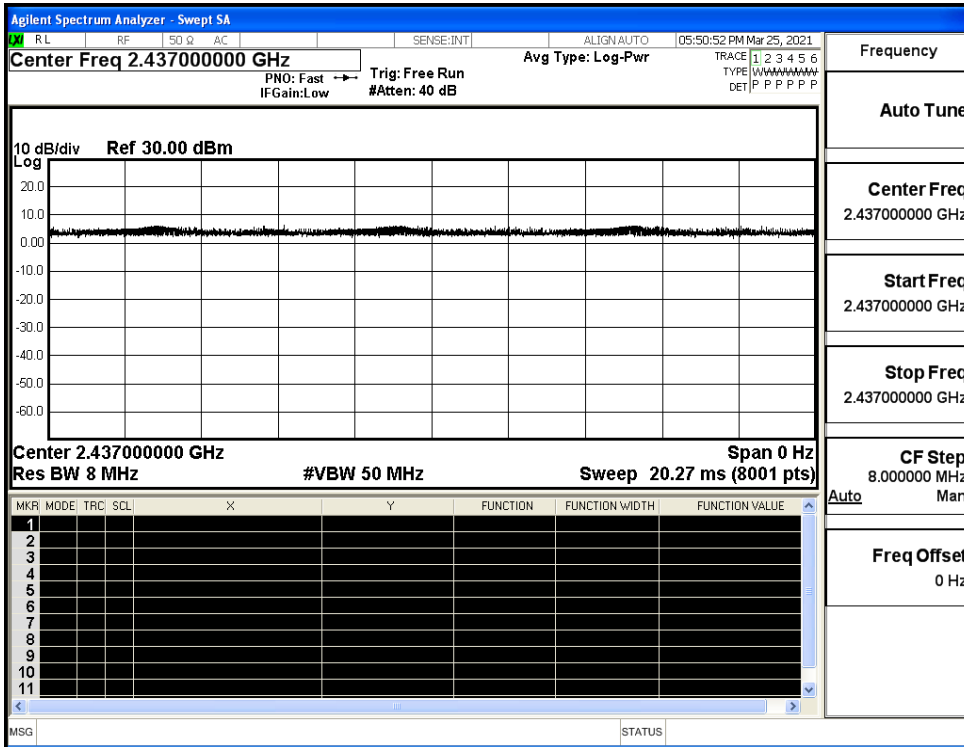 Agilent Spectrum Analyzer - Swept SA
LXI RL RF 50 Ω AC SENSE:INT ALIGN AUTO 05:50:52 PM Mar 25, 2021
Center Freq 2.437000000 GHz
PNO: Fast
IFGain:Low
Trig: Free Run
#Atten: 40 dB
Avg Type: Log-Pwr
TRACE 1 2 3 4 5 6
TYPE WWWWWW
DET P P P P P P
10 dB/div Ref 30.00 dBm
Log
20.0
10.0
0.00
-10.0
-20.0
-30.0
-40.0
-50.0
-60.0
Center 2.437000000 GHz Span 0 Hz
Res BW 8 MHz #VBW 50 MHz Sweep 20.27 ms (8001 pts)
MKR MODE TRC SCL X Y FUNCTION FUNCTION WIDTH FUNCTION VALUE
1
2
3
4
5
6
7
8
9
10
11
MSG STATUS
Frequency
Auto Tune
Center Freq
2.437000000 GHz
Start Freq
2.437000000 GHz
Stop Freq
2.437000000 GHz
CF Step
8.000000 MHz
Auto Man
Freq Offset
0 Hz